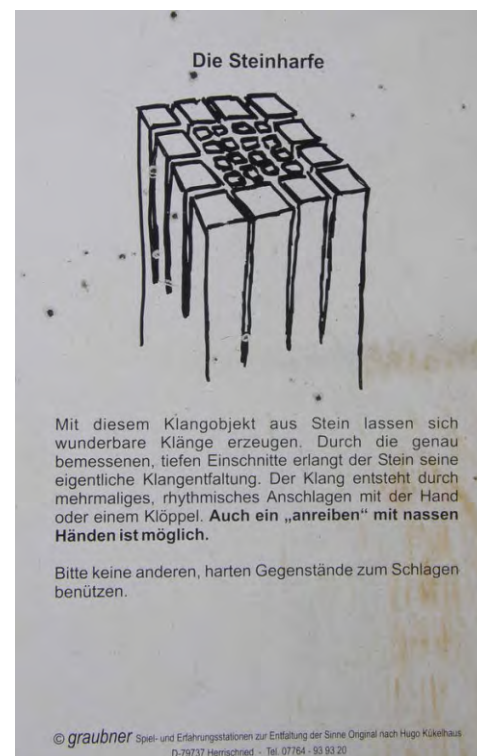 Die Steinharfe
Mit diesem Klangobjekt aus Stein lassen sich
wunderbare Klänge erzeugen. Durch die genau
bemessenen, tiefen Einschnitte erlangt der Stein seine
eigentliche Klangentfaltung. Der Klang entsteht durch
mehrmaliges, rhythmisches Anschlagen mit der Hand
oder einem Klöppel. Auch ein „anreiben“ mit nassen
Händen ist möglich.
Bitte keine anderen, harten Gegenstände zum Schlagen
benützen.
© graubner Spiel- und Erfahrungsstationen zur Entfaltung der Sinne Original nach Hugo Kükelhaus
D-79737 Herrischried - Tel. 07764 - 93 93 20